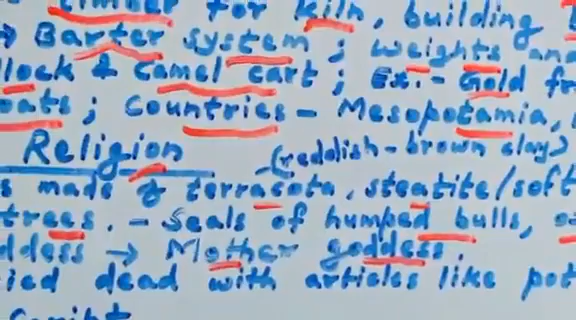 timber for kiln, building
→ Barter system ; weights and
llock & Camel cart ; Ex.- Gold fr
oats ; Countries - Mesopotamia,
Religion
(reddish-brown clay)
s made of terracota, steatite/soft
trees. - Seals of humped bulls,
ddess → Mother goddess.
ied dead with articles like pot
Script